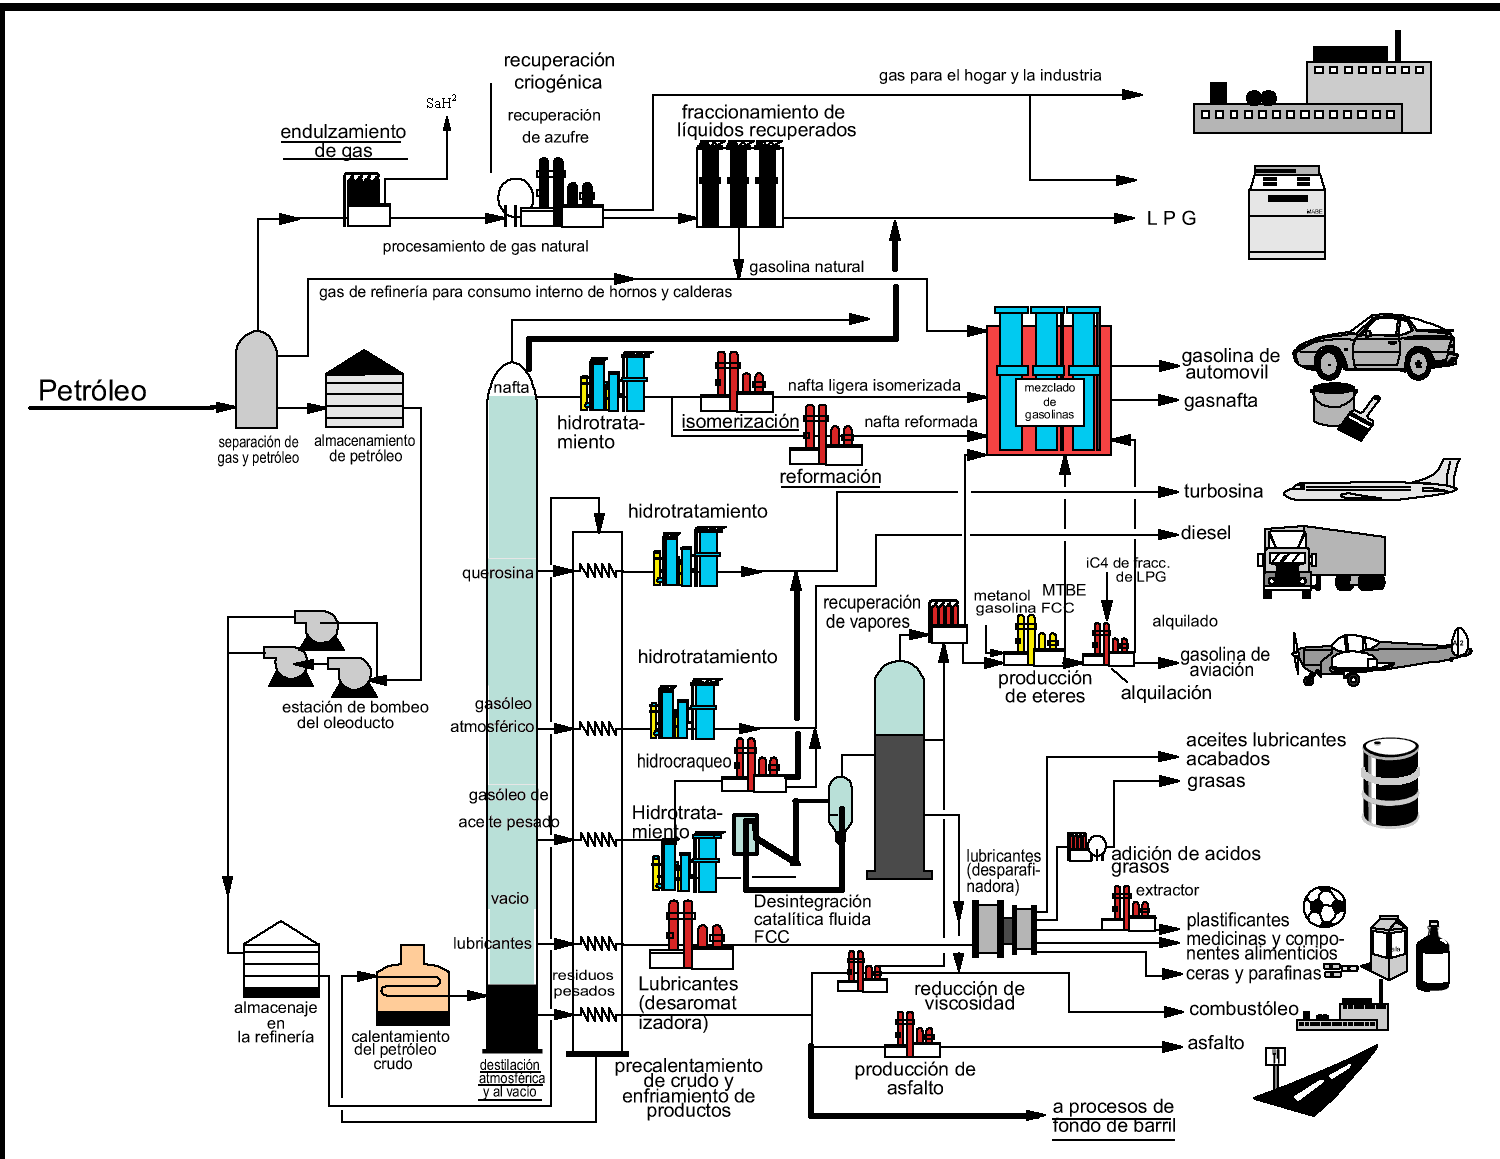 recuperación
criogénica
gas para el hogar y la industria
SaH²
recuperación
de azufre
fraccionamiento de
líquidos recuperados
endulzamiento
de gas
MABE
L P G
procesamiento de gas natural
gasolina natural
gas de refinería para consumo interno de hornos y calderas
Petróleo
separación de
gas y petróleo
almacenamiento
de petróleo
nafta
hidrotrata-
miento
isomerización
nafta ligera isomerizada
nafta reformada
reformación
mezclado
de
gasolinas
gasolina de
automovil
gasnafta
turbosina
diesel
hidrotratamiento
querosina
recuperación
de vapores
metanol
gasolina
MTBE
FCC
iC4 de fracc.
de LPG
alquilado
gasolina de
aviación
producción
de eteres
alquilación
hidrotratamiento
estación de bombeo
del oleoducto
gasóleo
atmosférico
hidrocraqueo
gasóleo de
aceite pesado
Hidrotrata-
miento
aceites lubricantes
acabados
grasas
lubricantes
(desparafi-
nadora)
adición de acidos
grasos
extractor
vacio
Desintegración
catalítica fluida
FCC
plastificantes
medicinas y compo-
nentes alimenticios
ceras y parafinas
lubricantes
residuos
pesados
Lubricantes
(desaromat
izadora)
reducción de
viscosidad
combustóleo
almacenaje
en
la refinería
calentamiento
del petróleo
crudo
destilación
atmosférica
y al vacio
precalentamiento
de crudo y
enfriamiento de
productos
producción de
asfalto
asfalto
a procesos de
fondo de barril